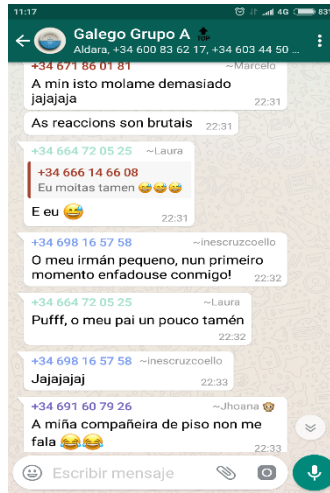 11:17 4G 83%
Galego Grupo A 🔝
Aldara, +34 600 83 62 17, +34 603 44 50 ...
+34 671 86 01 81 ~Marcelo
A min isto molame demasiado
jajajaja
22:31
As reaccions son brutais 22:31
+34 664 72 05 25 ~Laura
+34 666 14 66 08
Eu moitas tamen 😅😅😅
E eu 😅
22:31
+34 698 16 57 58 ~inescruzcoello
O meu irmán pequeno, nun primeiro
momento enfadouse conmigo! 22:32
+34 664 72 05 25 ~Laura
Pufff, o meu pai un pouco tamén
22:32
+34 698 16 57 58 ~inescruzcoello
Jajajajaj 22:33
+34 691 60 79 26 ~Jhoana 🐵
A miña compañeira de piso non me
fala 😂😂 22:33
Escribir mensaje